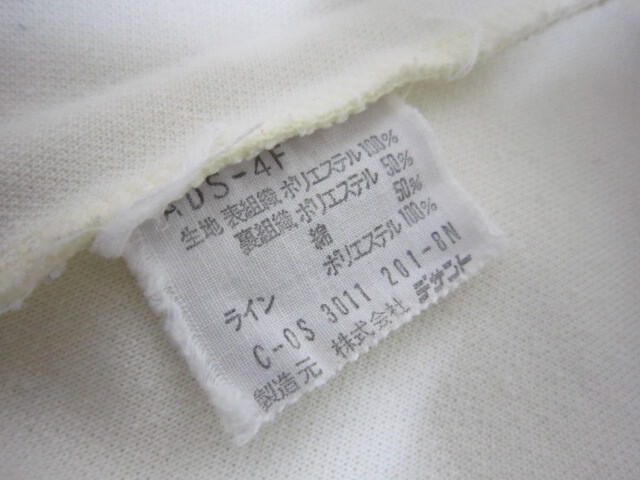 ADS-4F
生地 表組織 ポリエステル 100%
裏組織 ポリエステル 50%
綿 50%
ライン ポリエステル 100%
C-OS 3011 201-8N
製造元 株式会社 デサント